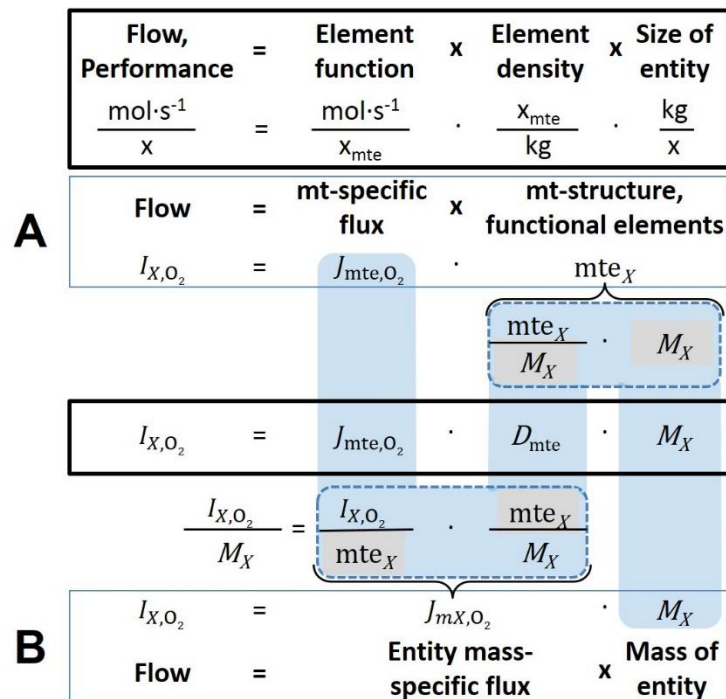 Flow, Performance = Element function x Element density x Size of entity
mol·s⁻¹/x = mol·s⁻¹/x_mte · x_mte/kg · kg/x
A
Flow = mt-specific flux x mt-structure, functional elements
I_X,O₂ = J_mte,O₂ · mte_X
mte_X/M_X · M_X
I_X,O₂ = J_mte,O₂ · D_mte · M_X
I_X,O₂/M_X = I_X,O₂/mte_X · mte_X/M_X
I_X,O₂ = J_mX,O₂ · M_X
B
Flow = Entity mass-specific flux x Mass of entity